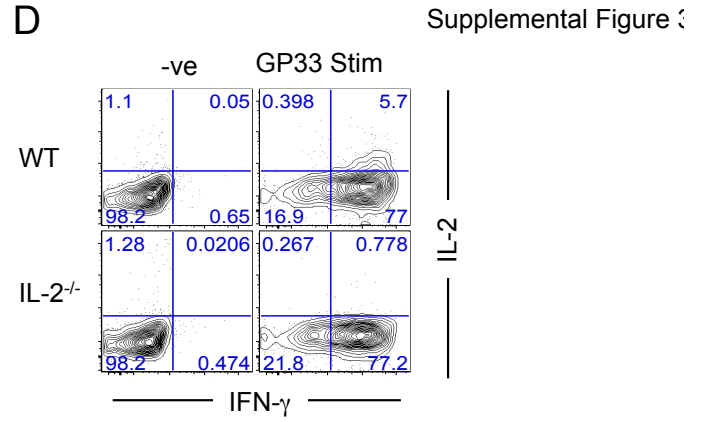 D
Supplemental Figure
-ve GP33 Stim
WT
1.1 0.05 0.398 5.7
98.2 0.65 16.9 77
IL-2-/-
1.28 0.0206 0.267 0.778
98.2 0.474 21.8 77.2
IL-2
IFN-γ